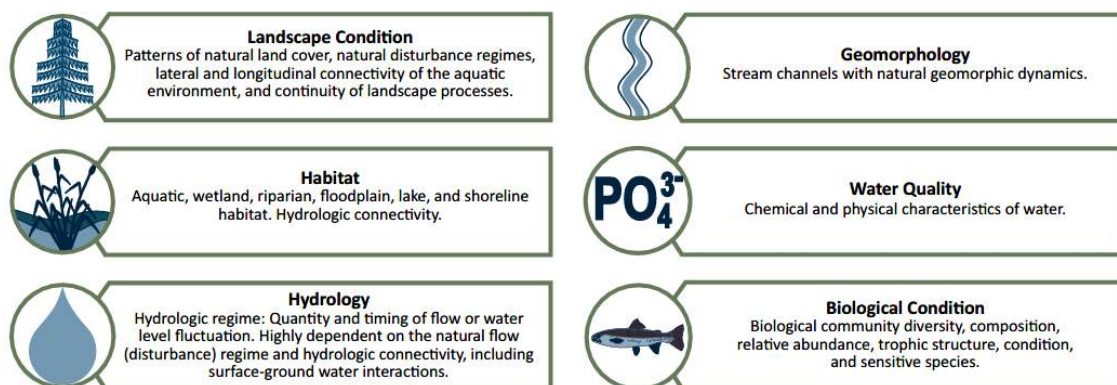 Landscape Condition
Patterns of natural land cover, natural disturbance regimes,
lateral and longitudinal connectivity of the aquatic
environment, and continuity of landscape processes.
Geomorphology
Stream channels with natural geomorphic dynamics.
Habitat
Aquatic, wetland, riparian, floodplain, lake, and shoreline
habitat. Hydrologic connectivity.
PO₄³⁻
Water Quality
Chemical and physical characteristics of water.
Hydrology
Hydrologic regime: Quantity and timing of flow or water
level fluctuation. Highly dependent on the natural flow
(disturbance) regime and hydrologic connectivity, including
surface-ground water interactions.
Biological Condition
Biological community diversity, composition,
relative abundance, trophic structure, condition,
and sensitive species.